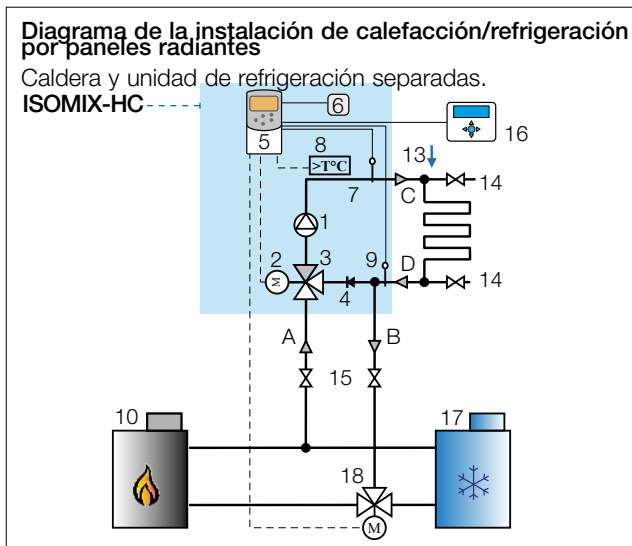 Diagrama de la instalación de calefacción/refrigeración
por paneles radiantes
Caldera y unidad de refrigeración separadas.
ISOMIX-HC
6
5
16
8
>T°C
13
7
C
14
1
2
3
9
D
M
4
14
A
B
15
10
17
18
M